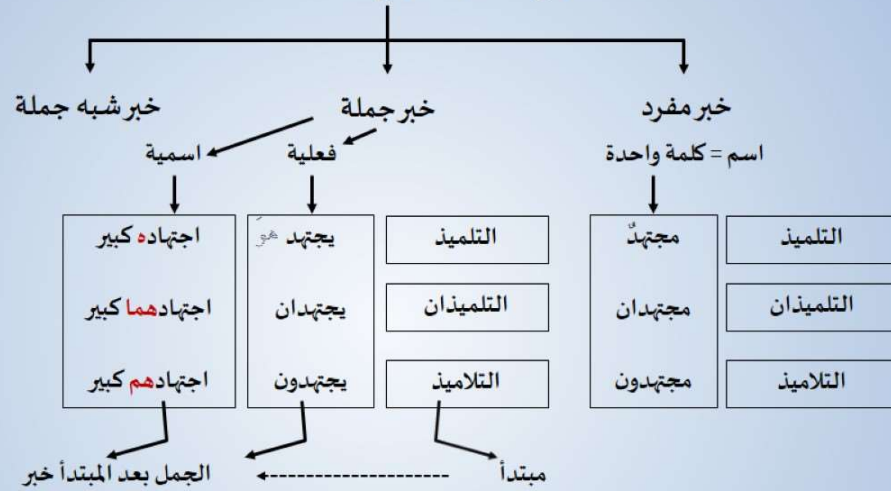 خبر مفرد
خبر جملة
خبر شبه جملة
اسم = كلمة واحدة
فعلية
اسمية
التلميذ
مجتهدٌ
التلميذ
يجتهد هوَ
اجتهاده كبير
التلميذان
مجتهدان
التلميذان
يجتهدان
اجتهادهما كبير
التلاميذ
مجتهدون
التلاميذ
يجتهدون
اجتهادهم كبير
مبتدأ
الجمل بعد المبتدأ خبر